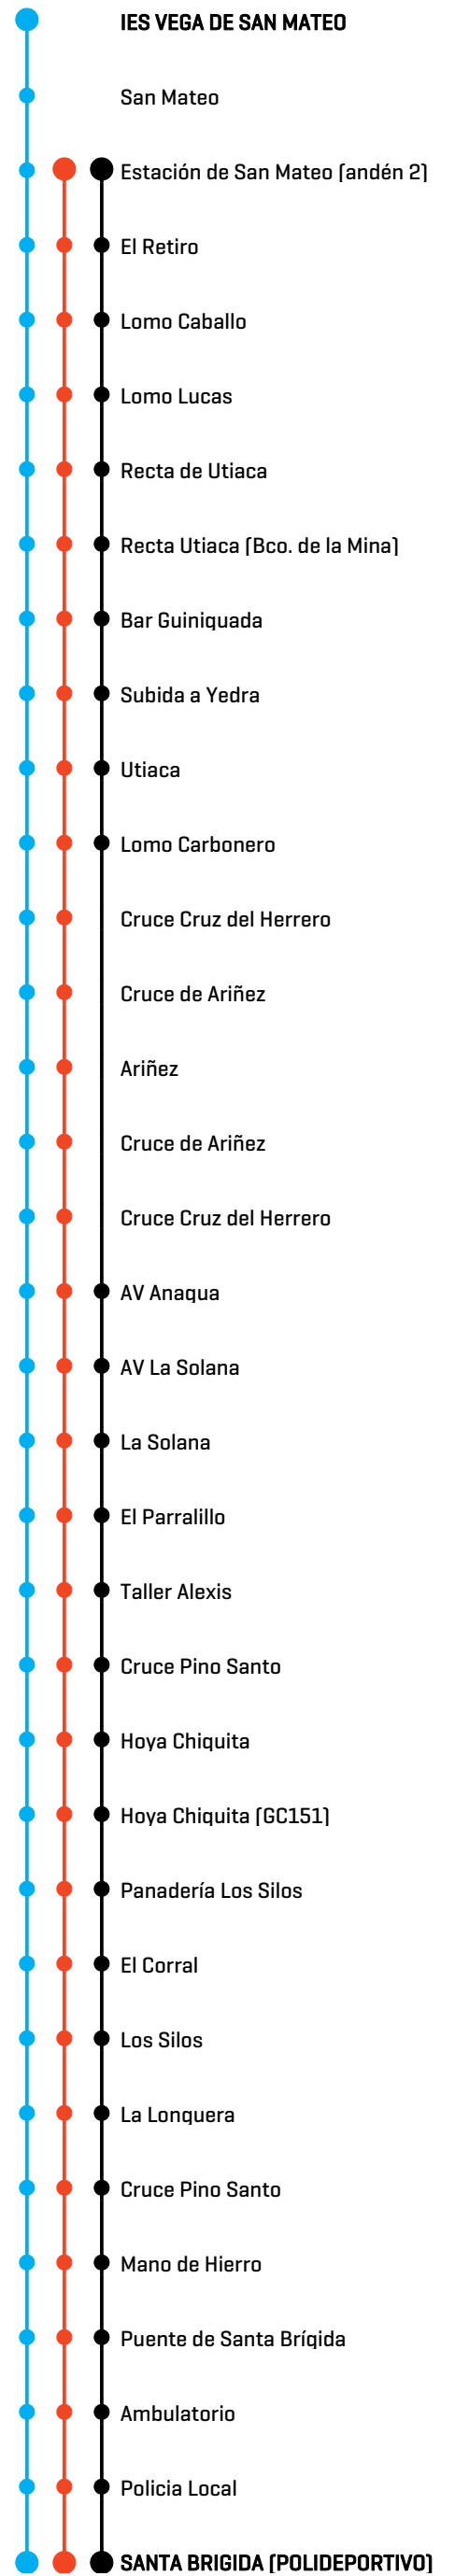 IES VEGA DE SAN MATEO
San Mateo
Estación de San Mateo (andén 2)
El Retiro
Lomo Caballo
Lomo Lucas
Recta de Utiaca
Recta Utiaca (Bco. de la Mina)
Bar Guiniguada
Subida a Yedra
Utiaca
Lomo Carbonero
Cruce Cruz del Herrero
Cruce de Ariñez
Ariñez
Cruce de Ariñez
Cruce Cruz del Herrero
AV Anagua
AV La Solana
La Solana
El Parralillo
Taller Alexis
Cruce Pino Santo
Hoya Chiquita
Hoya Chiquita (GC151)
Panadería Los Silos
El Corral
Los Silos
La Longuera
Cruce Pino Santo
Mano de Hierro
Puente de Santa Brígida
Ambulatorio
Policia Local
SANTA BRIGIDA (POLIDEPORTIVO)